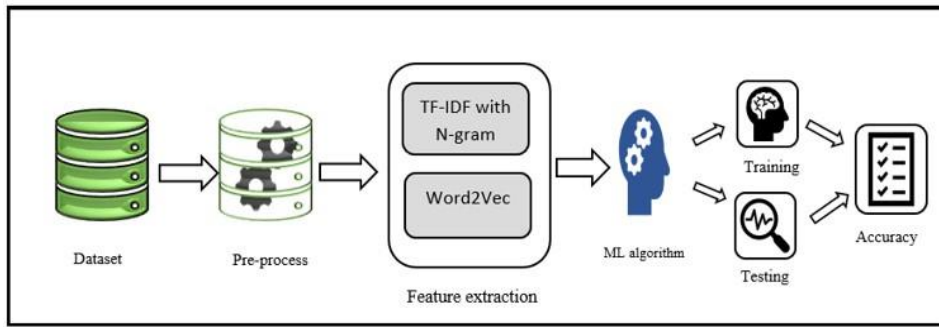 TF-IDF with
N-gram
Word2Vec
Dataset
Pre-process
Feature extraction
ML algorithm
Training
Testing
Accuracy